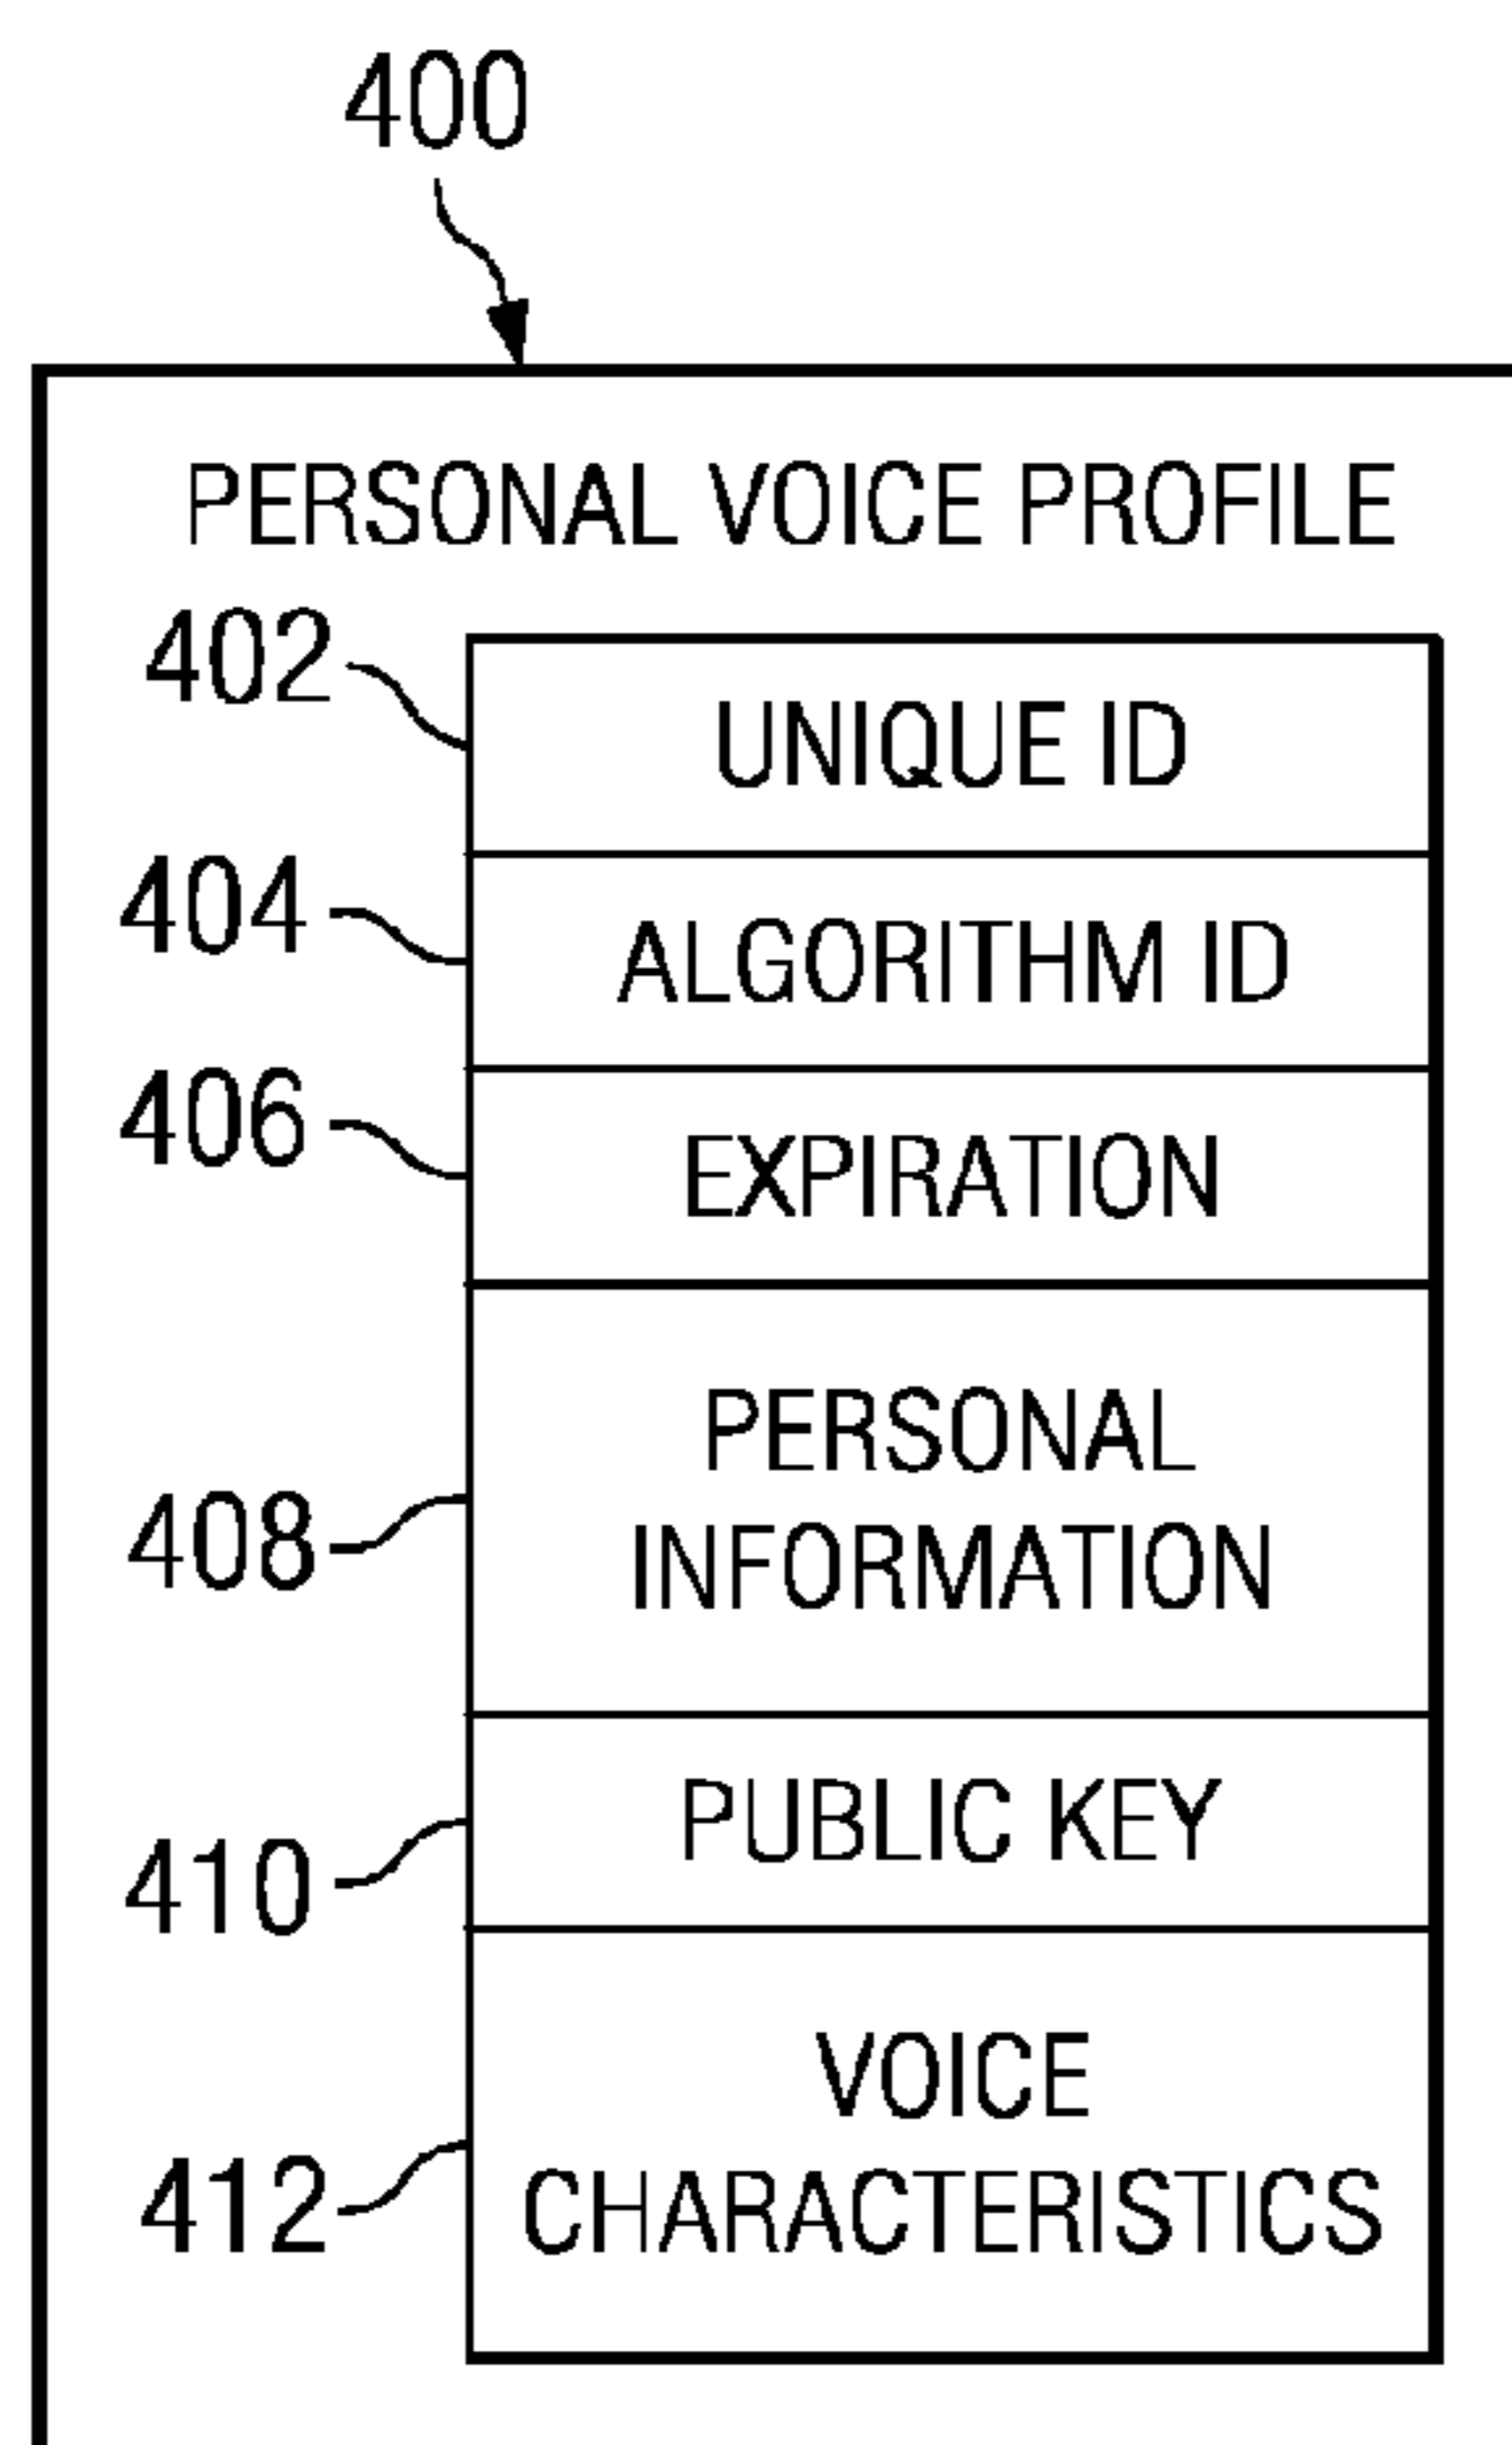 400
PERSONAL VOICE PROFILE
402
UNIQUE ID
404
ALGORITHM ID
406
EXPIRATION
408
PERSONAL
INFORMATION
410
PUBLIC KEY
412
VOICE
CHARACTERISTICS